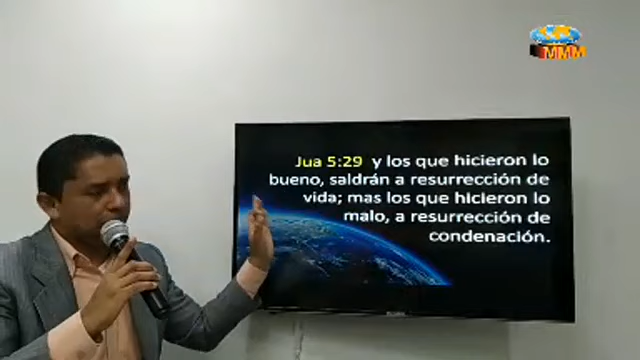 MMM
Jua 5:29 y los que hicieron lo
bueno, saldrán a resurrección de
vida; mas los que hicieron lo
malo, a resurrección de
condenación.